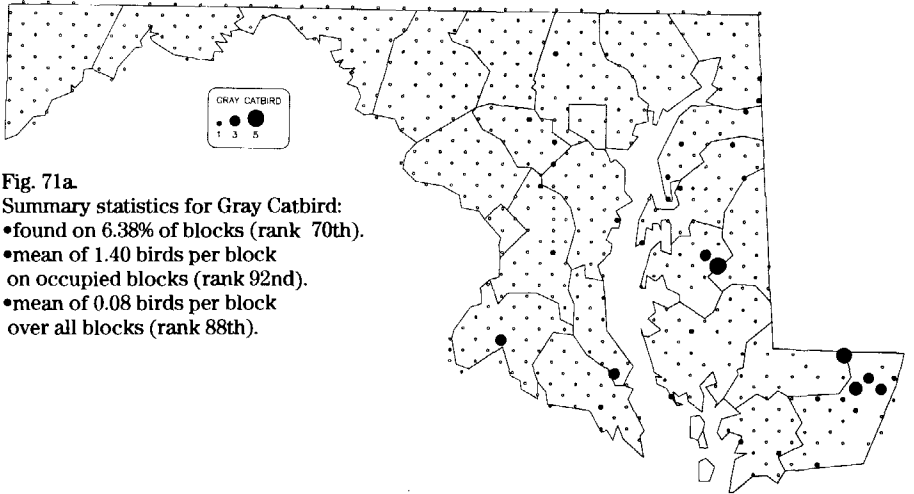 GRAY CATBIRD
1 3 5
Fig. 71a.
Summary statistics for Gray Catbird:
•found on 6.38% of blocks (rank 70th).
•mean of 1.40 birds per block
on occupied blocks (rank 92nd).
•mean of 0.08 birds per block
over all blocks (rank 88th).